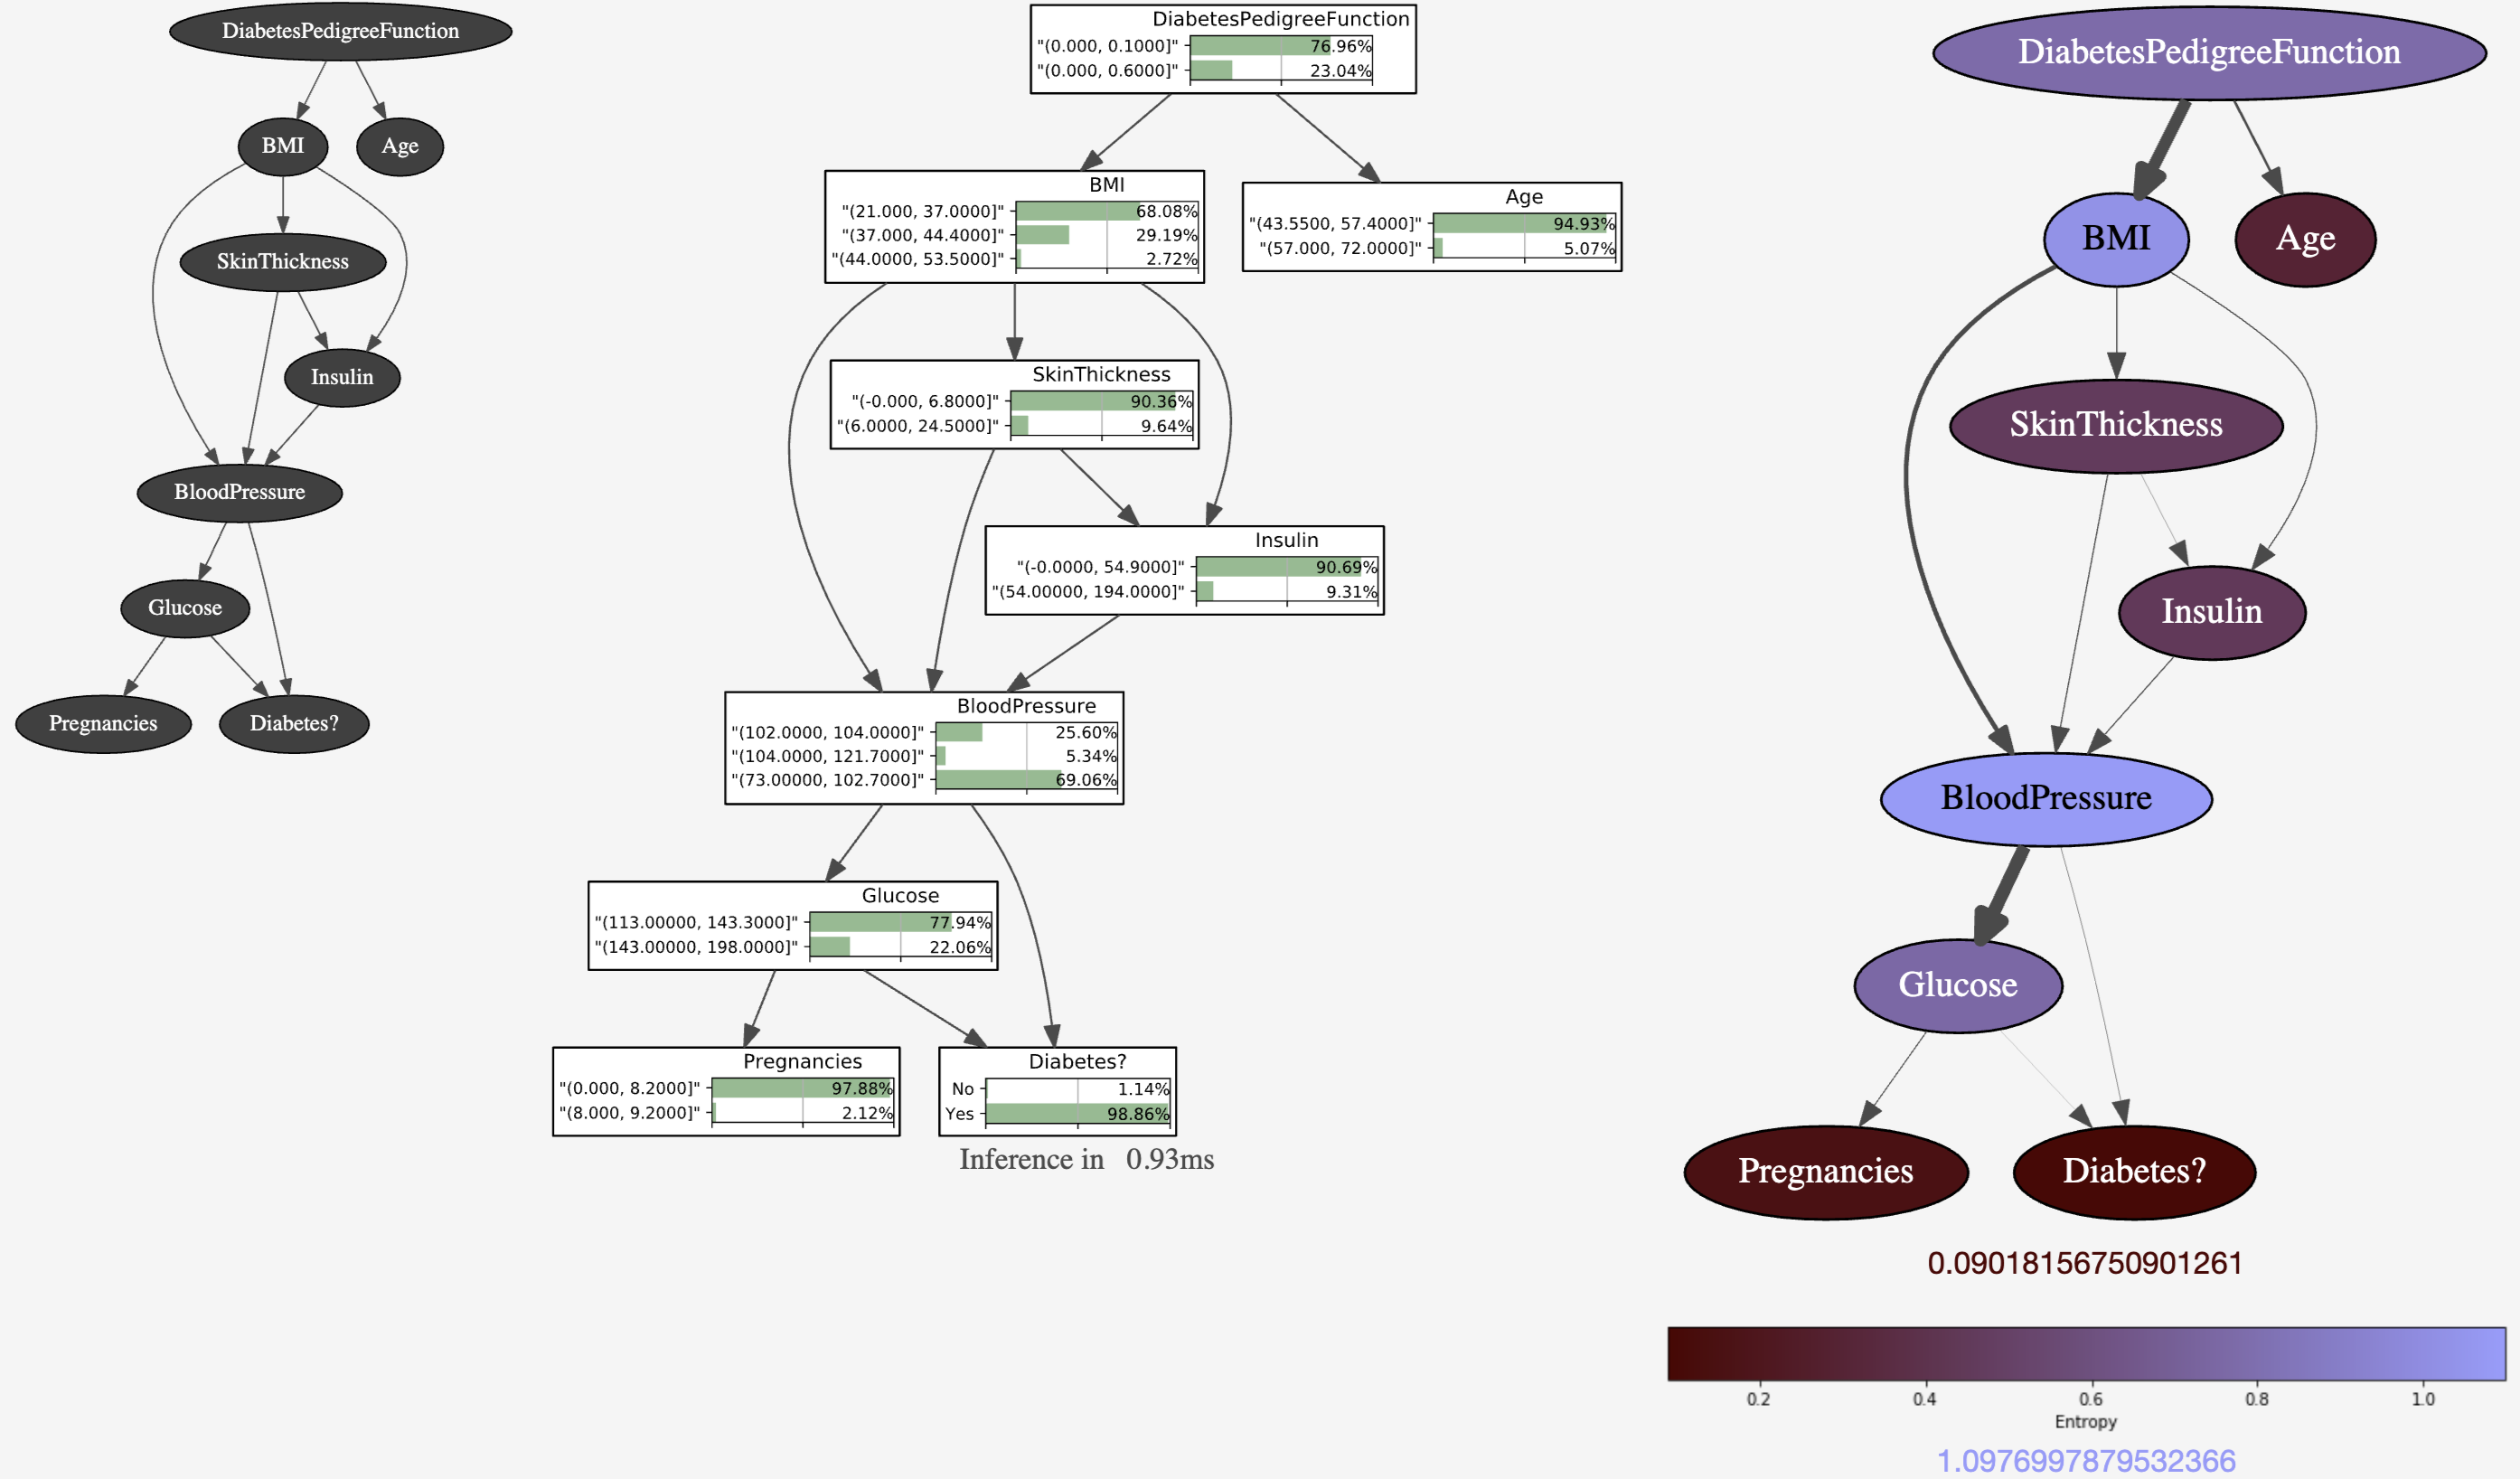 DiabetesPedigreeFunction
BMI
Age
SkinThickness
Insulin
BloodPressure
Glucose
Pregnancies
Diabetes?
DiabetesPedigreeFunction
"(0.000, 0.1000]" 76.96%
"(0.000, 0.6000]" 23.04%
BMI
"(21.000, 37.0000]" 68.08%
"(37.000, 44.4000]" 29.19%
"(44.0000, 53.5000]" 2.72%
Age
"(43.5500, 57.4000]" 94.93%
"(57.000, 72.0000]" 5.07%
SkinThickness
"(-0.000, 6.8000]" 90.36%
"(6.0000, 24.5000]" 9.64%
Insulin
"(-0.0000, 54.9000]" 90.69%
"(54.00000, 194.0000]" 9.31%
BloodPressure
"(102.0000, 104.0000]" 25.60%
"(104.0000, 121.7000]" 5.34%
"(73.00000, 102.7000]" 69.06%
Glucose
"(113.00000, 143.3000]" 77.94%
"(143.00000, 198.0000]" 22.06%
Pregnancies
"(0.000, 8.2000]" 97.88%
"(8.000, 9.2000]" 2.12%
Diabetes?
No 1.14%
Yes 98.86%
Inference in 0.93ms
DiabetesPedigreeFunction
BMI
Age
SkinThickness
Insulin
BloodPressure
Glucose
Pregnancies
Diabetes?
0.09018156750901261
0.2 0.4 0.6 0.8 1.0
Entropy
1.0976997879532366